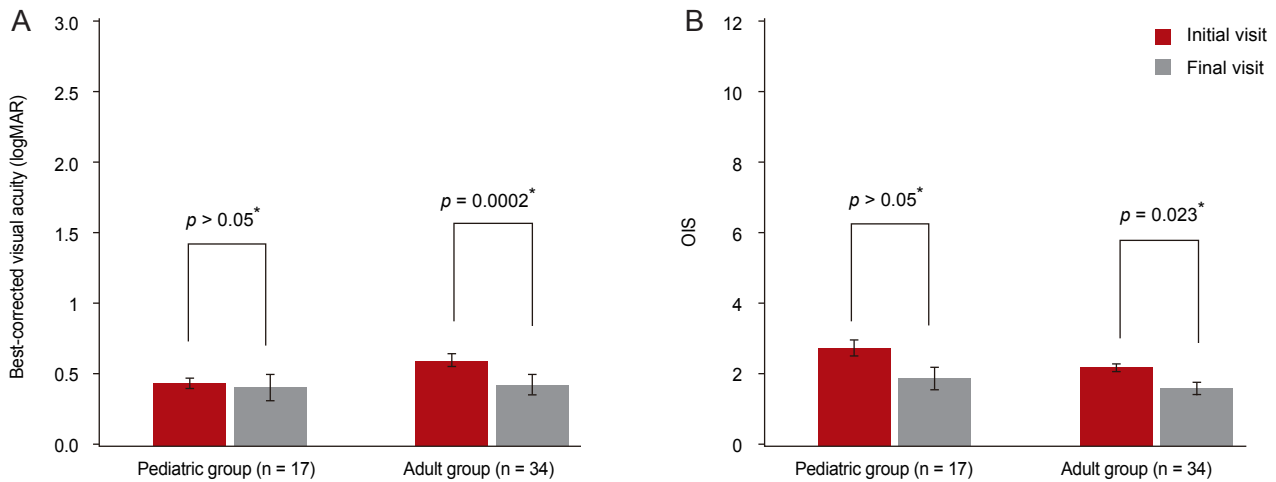 A
Best-corrected visual acuity (logMAR)
3.0
2.5
2.0
1.5
1
0.5
0.0
p > 0.05*
p = 0.0002*
Pediatric group (n = 17)
Adult group (n = 34)
B
OIS
12
10
8
6
4
2
0
p > 0.05*
p = 0.023*
Pediatric group (n = 17)
Adult group (n = 34)
Initial visit
Final visit